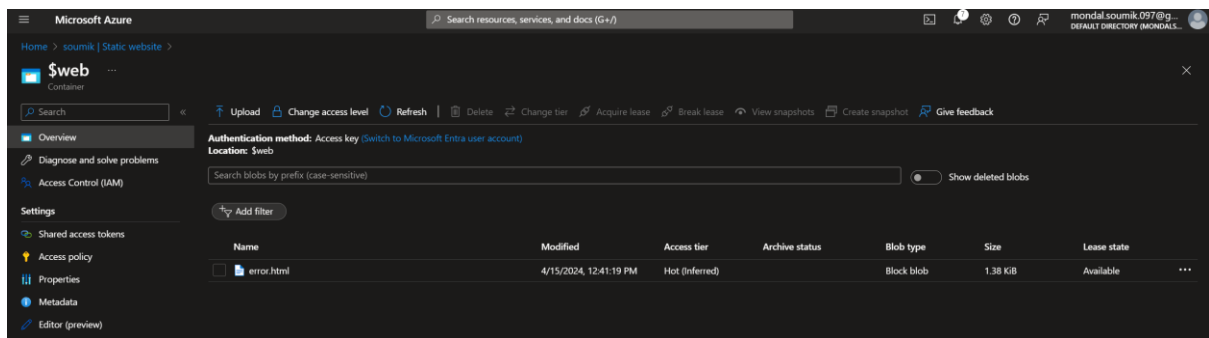 Microsoft Azure
Search resources, services, and docs (G+/)
7
mondal.soumik.097@g...
DEFAULT DIRECTORY (MONDALS...
Home > soumik | Static website >
$web ...
Container
Search
«
Upload Change access level Refresh | Delete Change tier Acquire lease Break lease View snapshots Create snapshot Give feedback
Overview
Diagnose and solve problems
Access Control (IAM)
Settings
Shared access tokens
Access policy
Properties
Metadata
Editor (preview)
Authentication method: Access key (Switch to Microsoft Entra user account)
Location: $web
Search blobs by prefix (case-sensitive)
Show deleted blobs
Add filter
Name Modified Access tier Archive status Blob type Size Lease state
error.html 4/15/2024, 12:41:19 PM Hot (Inferred) Block blob 1.38 KiB Available ...